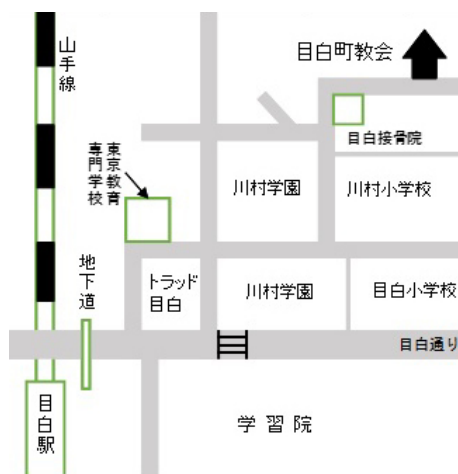 山手線
目白町教会
目白接骨院
東京教育
専門学校
川村学園
川村小学校
地下道
トラッド
目白
川村学園
目白小学校
目白通り
目白駅
学習院